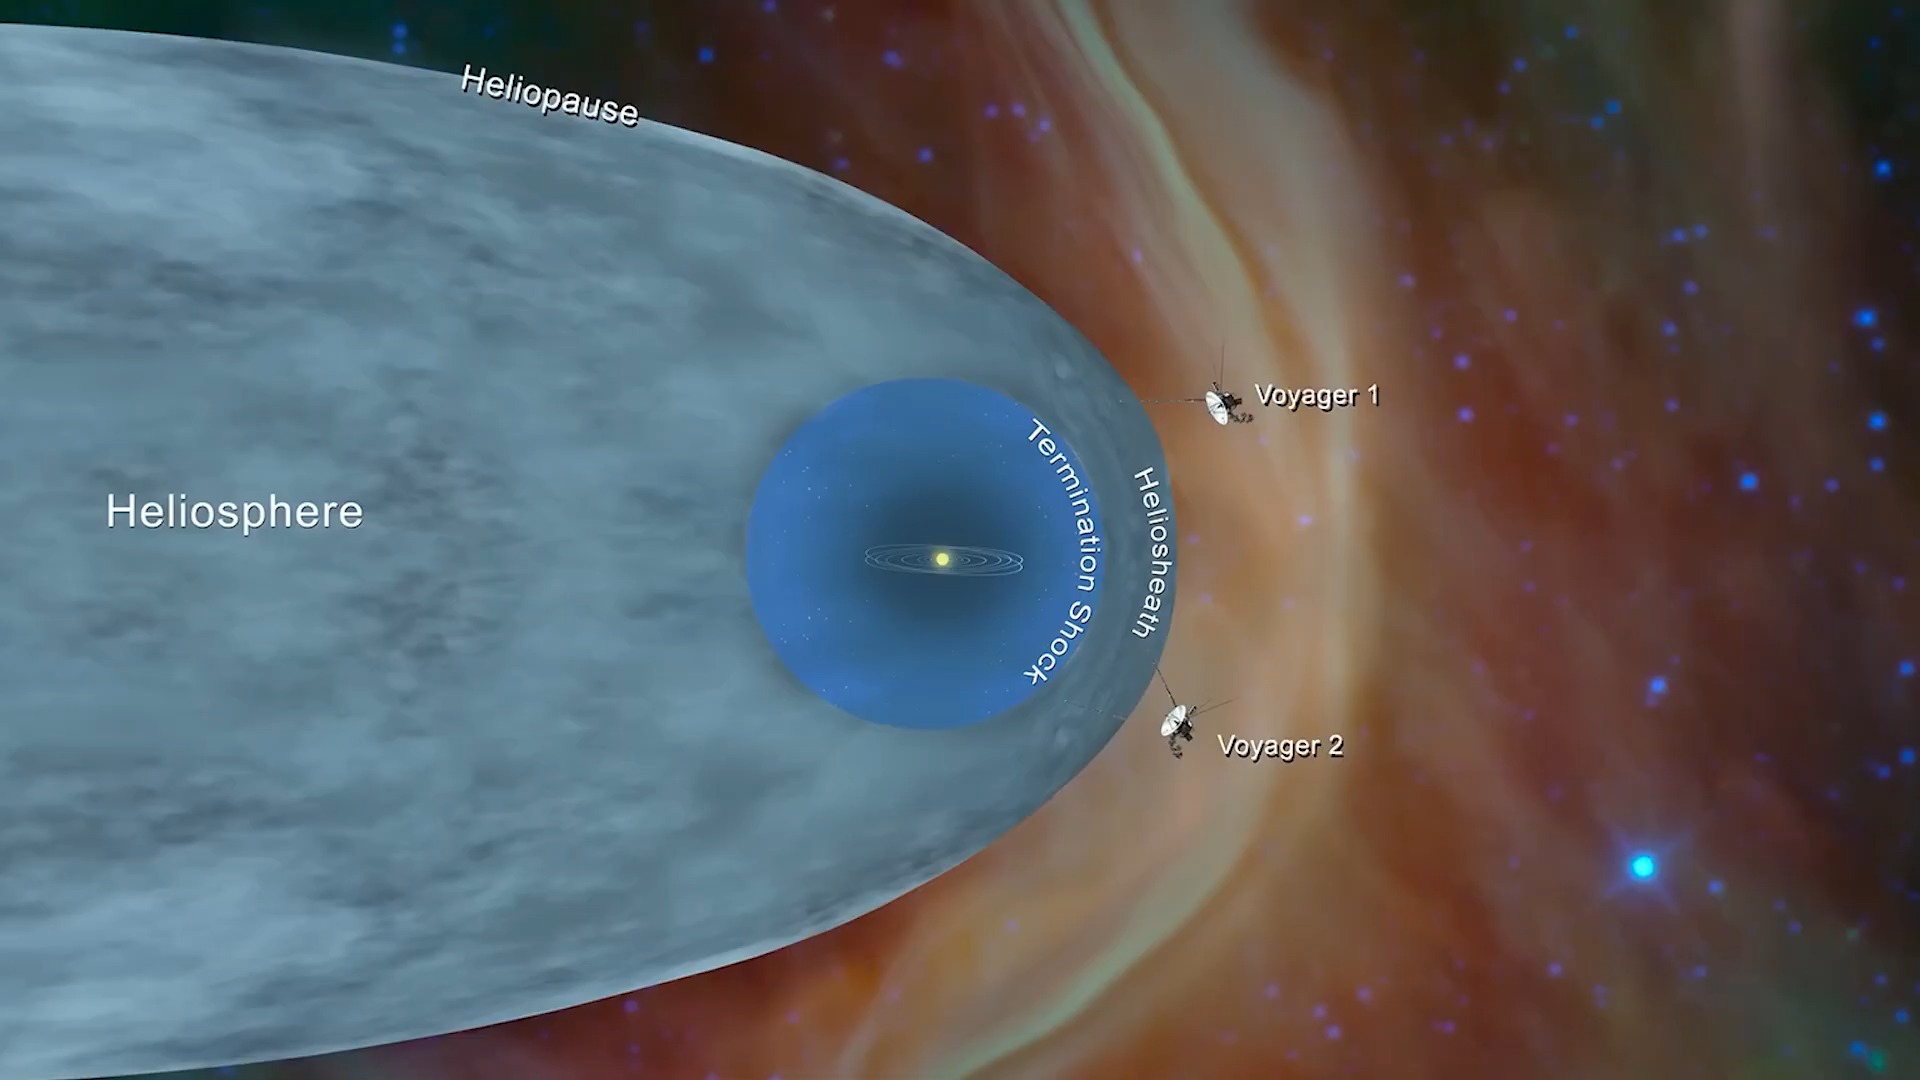 Heliopause
Voyager 1
Termination Shock
Heliosheath
Heliosphere
Voyager 2